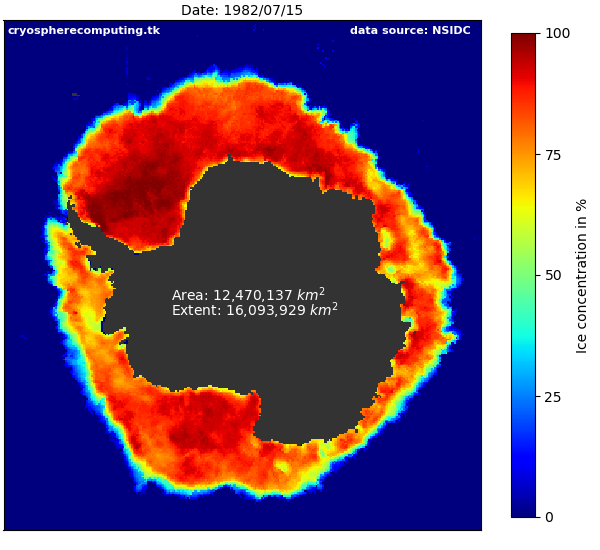 Date: 1982/07/15
cryospherecomputing.tk
data source: NSIDC
Area: 12,470,137 km²
Extent: 16,093,929 km²
100
75
50
25
0
Ice concentration in %